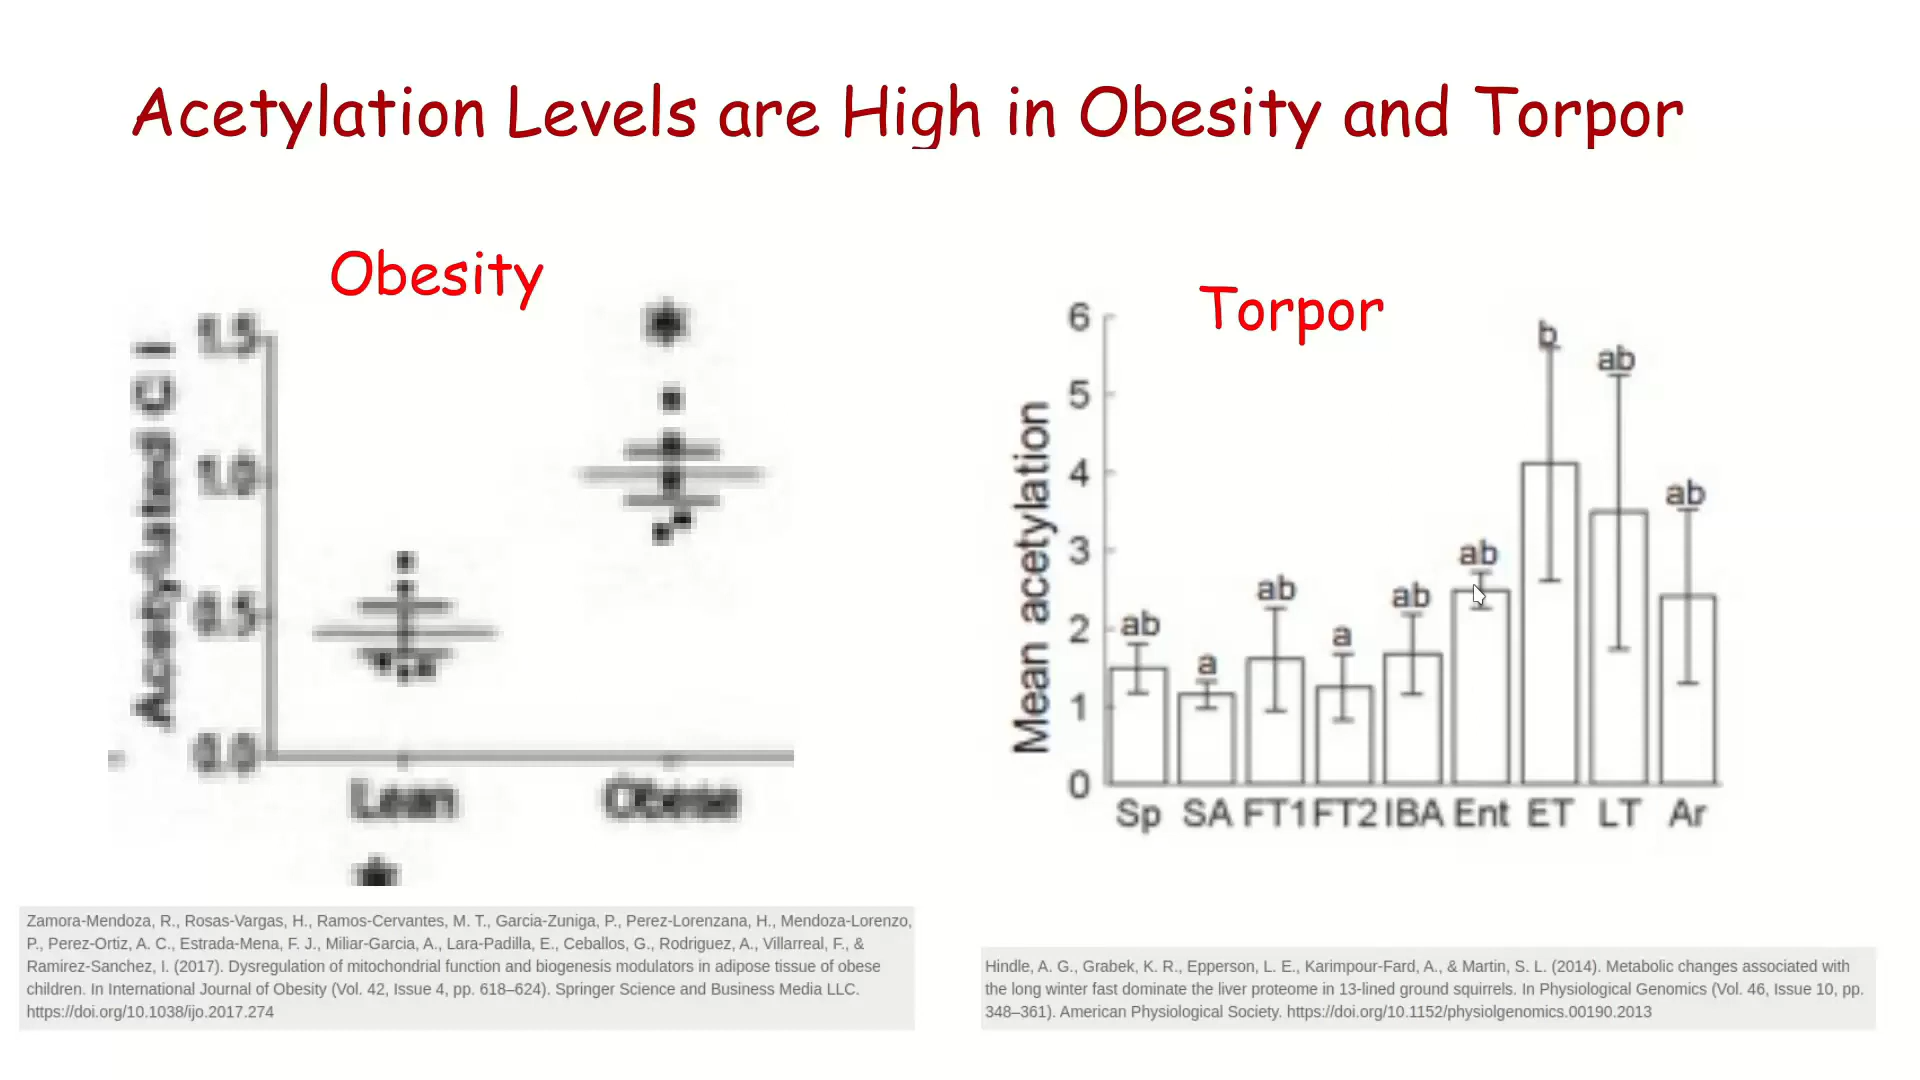 Acetylation Levels are High in Obesity and Torpor
Obesity
Acetylated C I
1.5
1.0
0.5
0.0
Lean
Obese
Torpor
Mean acetylation
6
5
4
3
2
1
0
ab
a
ab
a
ab
ab
b
ab
ab
Sp SA FT1 FT2 IBA Ent ET LT Ar
Zamora-Mendoza, R., Rosas-Vargas, H., Ramos-Cervantes, M. T., Garcia-Zuniga, P., Perez-Lorenzana, H., Mendoza-Lorenzo,
P., Perez-Ortiz, A. C., Estrada-Mena, F. J., Miliar-Garcia, A., Lara-Padilla, E., Ceballos, G., Rodriguez, A., Villarreal, F., &
Ramirez-Sanchez, I. (2017). Dysregulation of mitochondrial function and biogenesis modulators in adipose tissue of obese
children. In International Journal of Obesity (Vol. 42, Issue 4, pp. 618–624). Springer Science and Business Media LLC.
https://doi.org/10.1038/ijo.2017.274
Hindle, A. G., Grabek, K. R., Epperson, L. E., Karimpour-Fard, A., & Martin, S. L. (2014). Metabolic changes associated with
the long winter fast dominate the liver proteome in 13-lined ground squirrels. In Physiological Genomics (Vol. 46, Issue 10, pp.
348–361). American Physiological Society. https://doi.org/10.1152/physiolgenomics.00190.2013